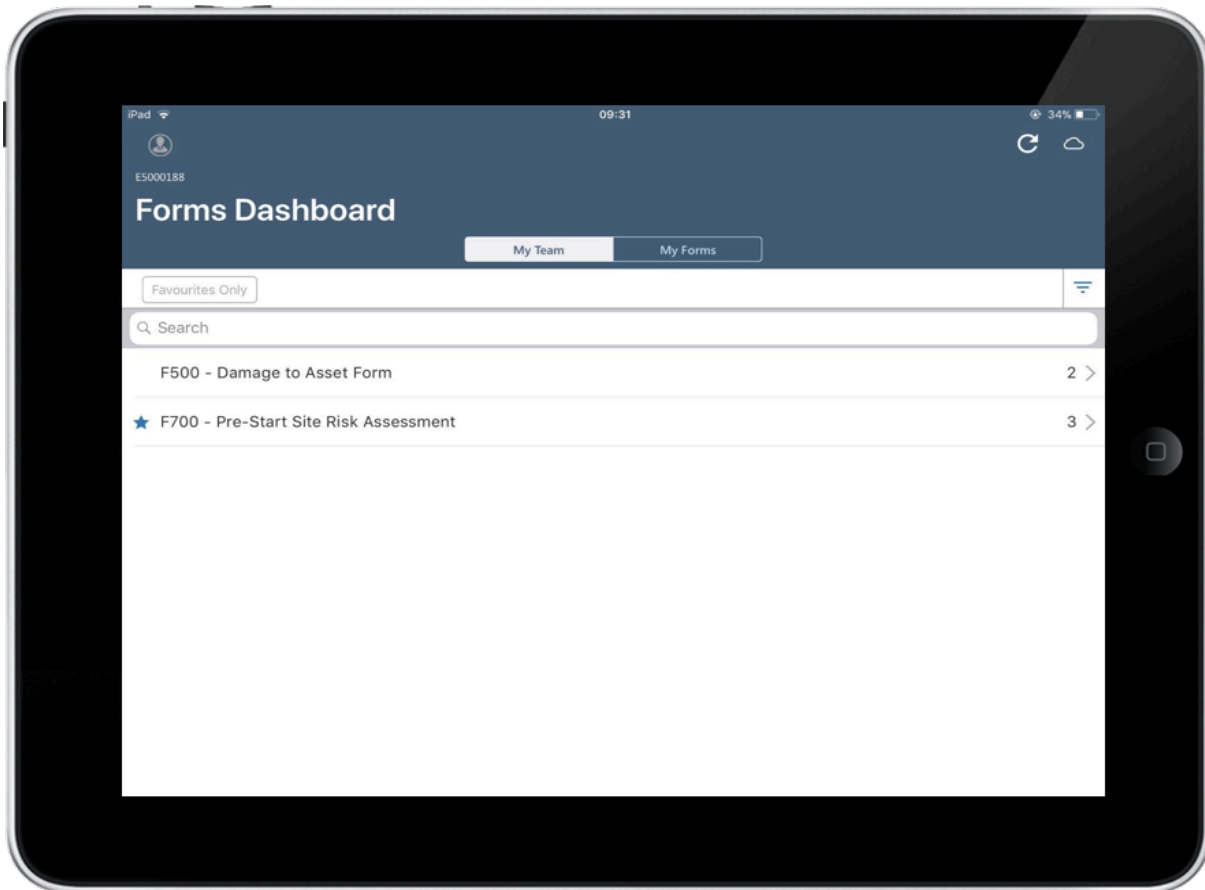 iPad 09:31 34%
E5000188
Forms Dashboard
My Team My Forms
Favourites Only
Search
F500 - Damage to Asset Form 2
F700 - Pre-Start Site Risk Assessment 3